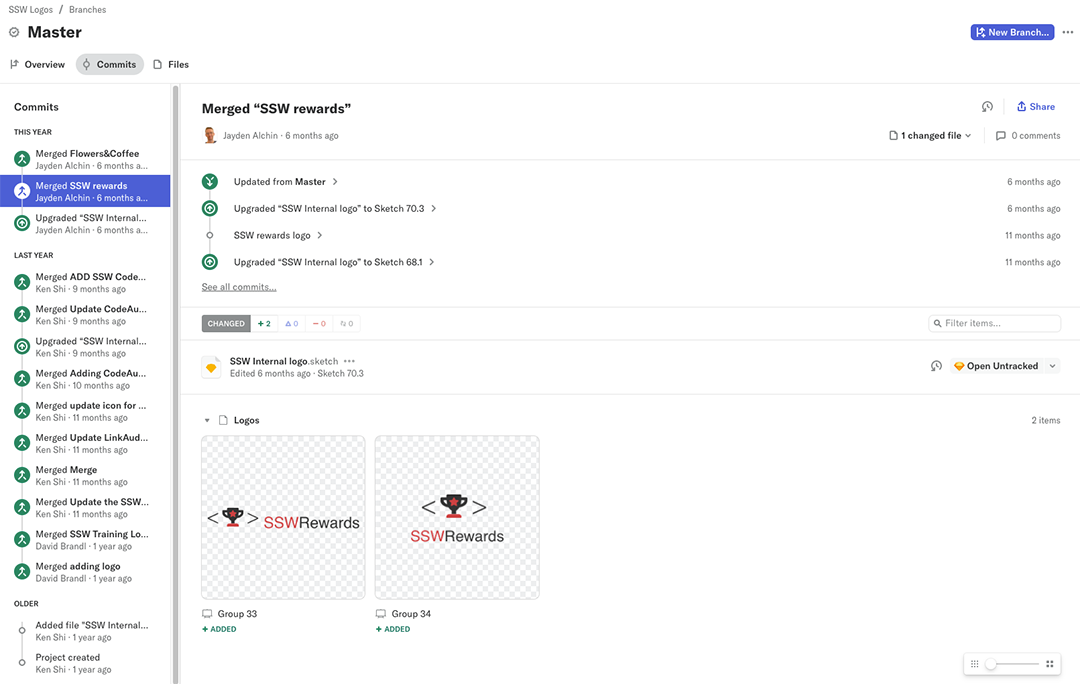 SSW Logos / Branches
Master
New Branch...
Overview
Commits
Files
Commits
THIS YEAR
Merged Flowers&Coffee
Jayden Alchin · 6 months a...
Merged SSW rewards
Jayden Alchin · 6 months a...
Upgraded “SSW Internal...
Jayden Alchin · 6 months a...
LAST YEAR
Merged ADD SSW Code...
Ken Shi · 9 months ago
Merged Update CodeAu...
Ken Shi · 9 months ago
Upgraded “SSW Internal...
Ken Shi · 9 months ago
Merged Adding CodeAu...
Ken Shi · 10 months ago
Merged update icon for ...
Ken Shi · 11 months ago
Merged Update LinkAud...
Ken Shi · 11 months ago
Merged Merge
Ken Shi · 11 months ago
Merged Update the SSW...
Ken Shi · 11 months ago
Merged SSW Training Lo...
David Brandl · 1 year ago
Merged adding logo
David Brandl · 1 year ago
OLDER
Added file "SSW Internal...
Ken Shi · 1 year ago
Project created
Ken Shi · 1 year ago
Merged “SSW rewards”
Share
Jayden Alchin · 6 months ago
1 changed file
0 comments
Updated from Master
6 months ago
Upgraded “SSW Internal logo” to Sketch 70.3
6 months ago
SSW rewards logo
11 months ago
Upgraded “SSW Internal logo” to Sketch 68.1
11 months ago
See all commits...
CHANGED + 2 0 − 0 0
Filter items...
SSW Internal logo.sketch
Edited 6 months ago · Sketch 70.3
Open Untracked
Logos
2 items
< > SSWRewards
< >
SSWRewards
Group 33
+ ADDED
Group 34
+ ADDED